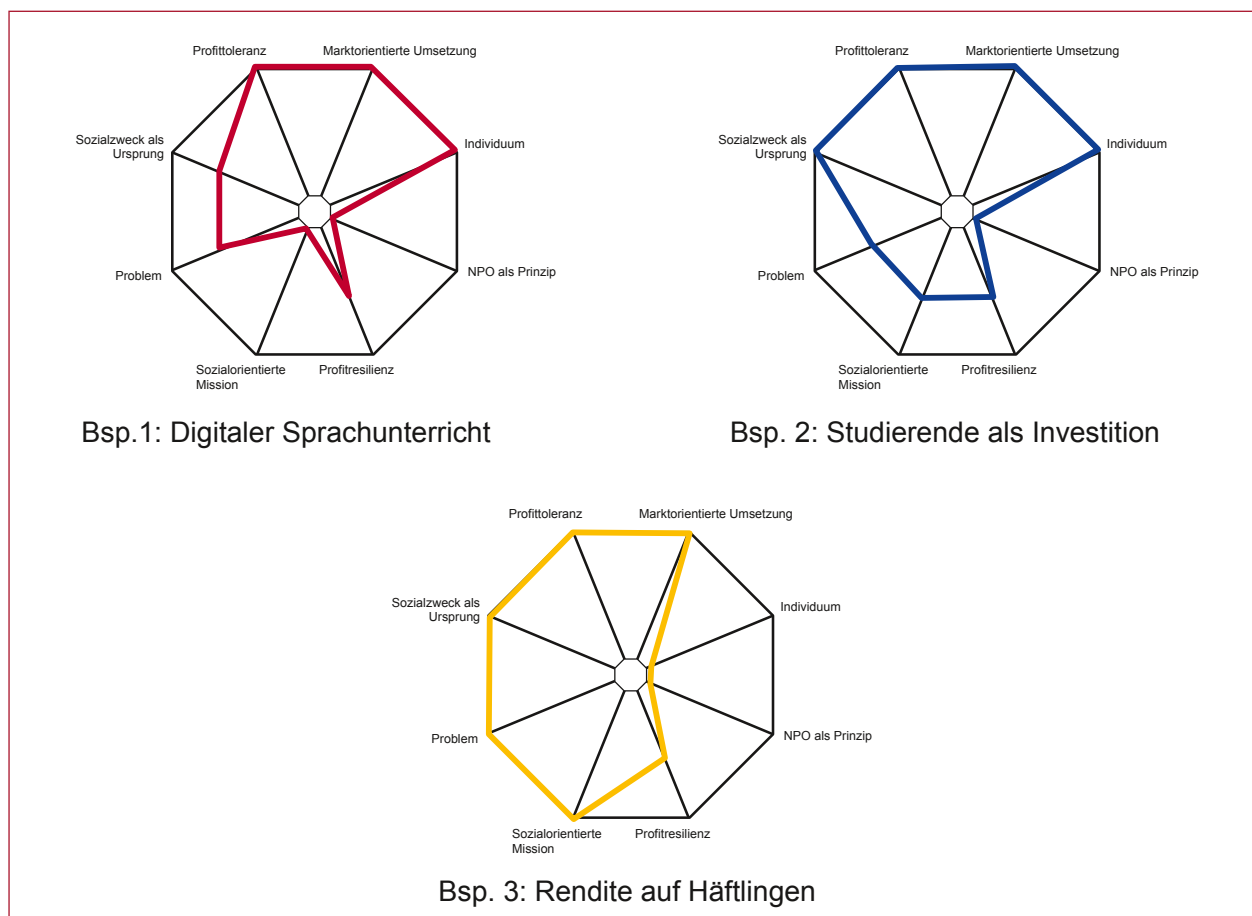 Profittoleranz
Marktorientierte Umsetzung
Sozialzweck als
Ursprung
Individuum
Problem
NPO als Prinzip
Sozialorientierte
Mission
Profitresilienz
Bsp.1: Digitaler Sprachunterricht
Profittoleranz
Marktorientierte Umsetzung
Sozialzweck als
Ursprung
Individuum
Problem
NPO als Prinzip
Sozialorientierte
Mission
Profitresilienz
Bsp. 2: Studierende als Investition
Profittoleranz
Marktorientierte Umsetzung
Sozialzweck als
Ursprung
Individuum
Problem
NPO als Prinzip
Sozialorientierte
Mission
Profitresilienz
Bsp. 3: Rendite auf Häftlingen